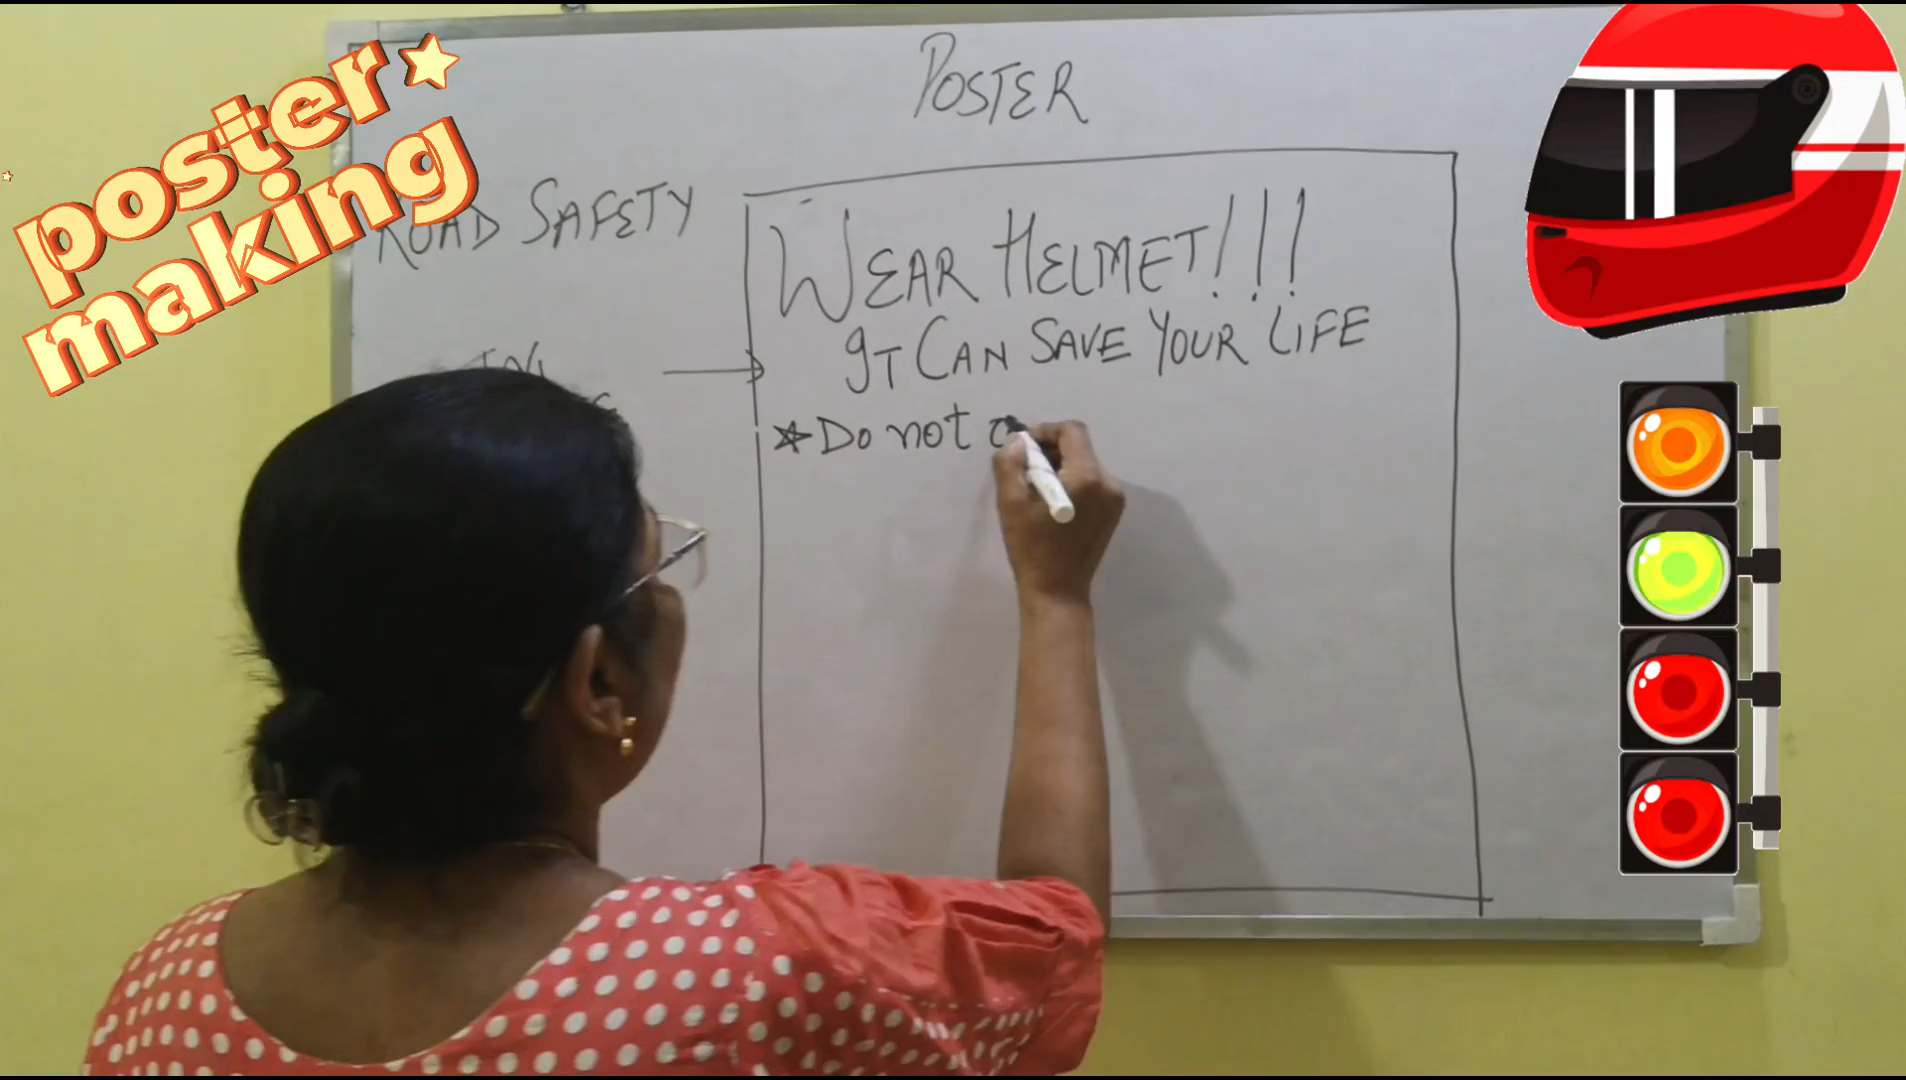 poster
making
POSTER
ROAD SAFETY
WEAR HELMET!!!
IT CAN SAVE YOUR LIFE
* Do not